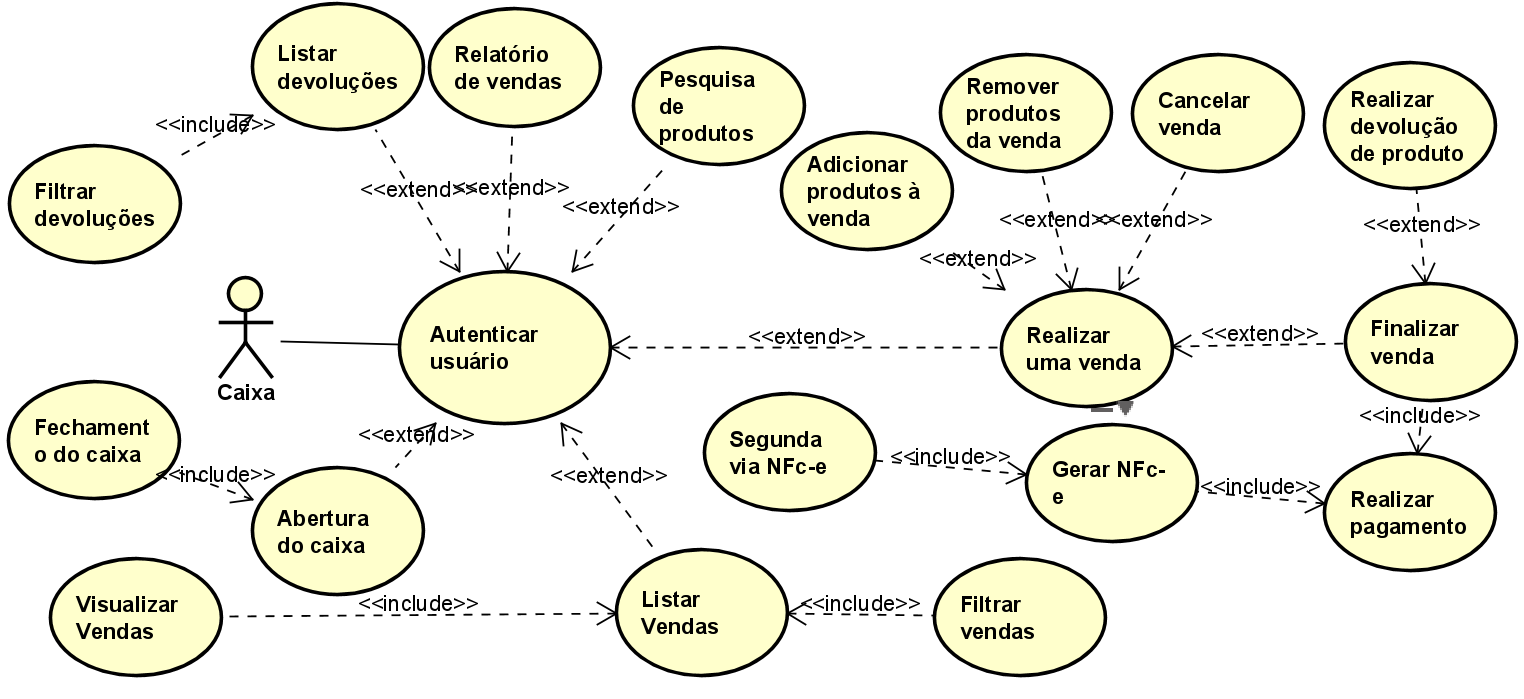 Listar
devoluções
Relatório
de vendas
Pesquisa
de
produtos
Remover
produtos
da venda
Cancelar
venda
Realizar
devolução
de produto
<<include>>
Adicionar
produtos à
venda
Filtrar
devoluções
<<extend>>
<<extend>>
<<extend>>
<<extend>>
<<extend>>
<<extend>>
<<extend>>
Autenticar
usuário
<<extend>>
Realizar
uma venda
<<extend>>
Finalizar
venda
Caixa
Fechament
o do caixa
<<extend>>
<<include>>
<<include>>
Abertura
do caixa
<<extend>>
Segunda
via NFc-e
<<include>>
Gerar NFc-
e
<<include>>
Realizar
pagamento
Visualizar
Vendas
<<include>>
Listar
Vendas
<<include>>
Filtrar
vendas